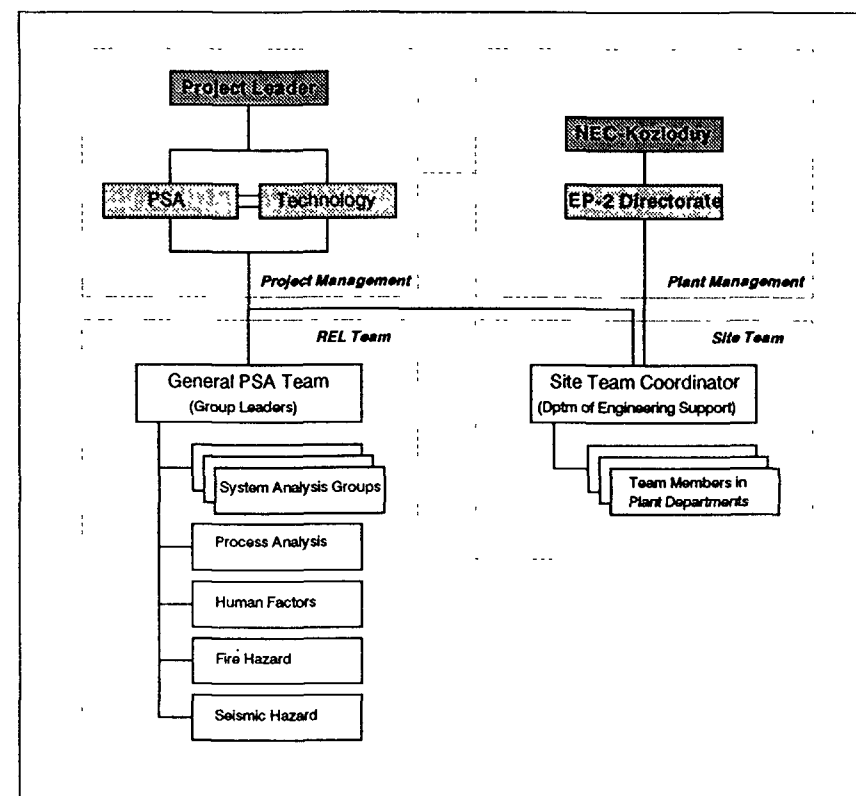 Project Leader
NEC-Kozloduy
PSA
Technology
EP-2 Directorate
Project Management
Plant Management
REL Team
Site Team
General PSA Team
(Group Leaders)
Site Team Coordinator
(Dptm of Engineering Support)
System Analysis Groups
Team Members in
Plant Departments
Process Analysis
Human Factors
Fire Hazard
Seismic Hazard